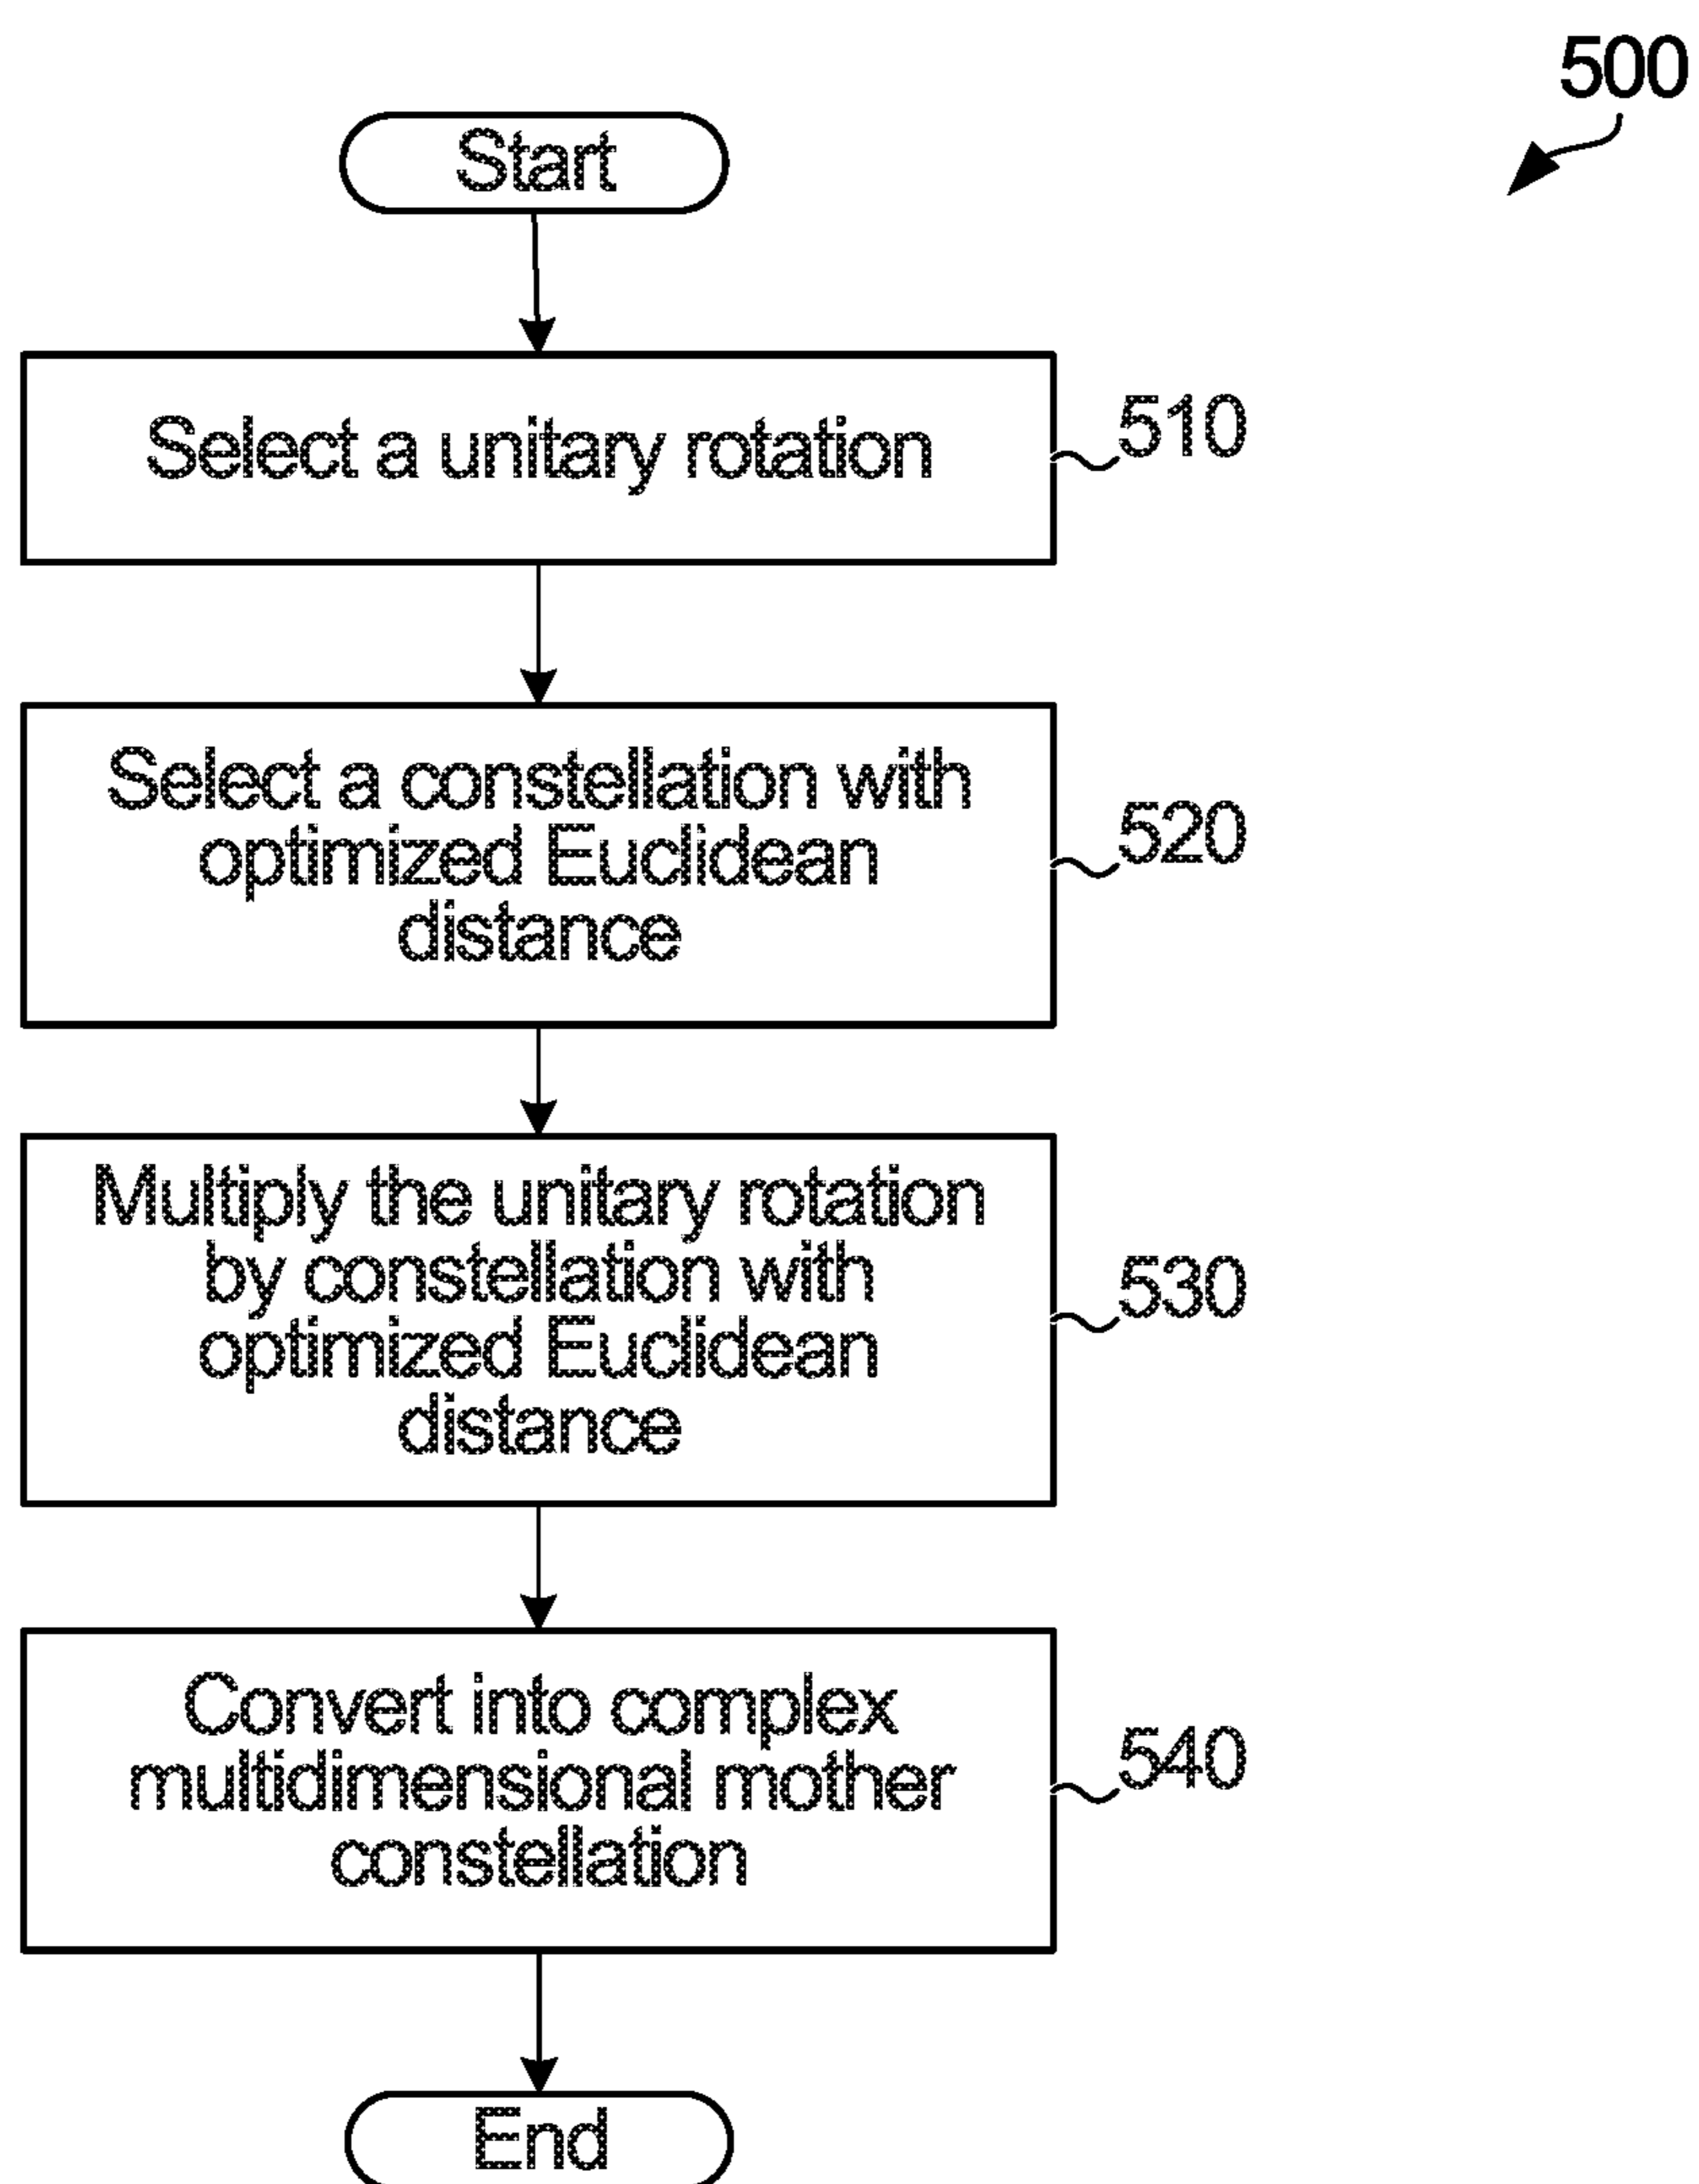 500
Start
Select a unitary rotation
510
Select a constellation with
optimized Euclidean
distance
520
Multiply the unitary rotation
by constellation with
optimized Euclidean
distance
530
Convert into complex
multidimensional mother
constellation
540
End